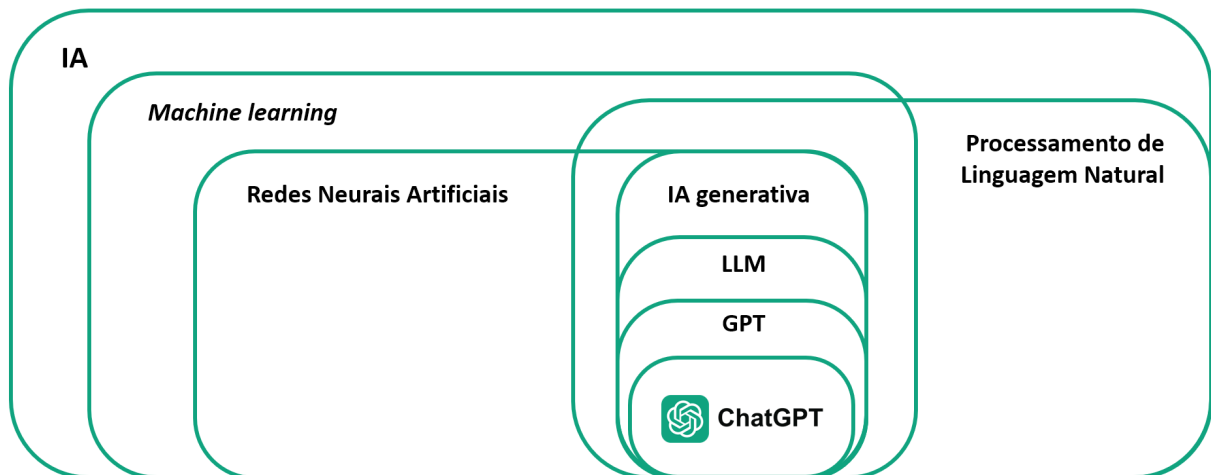 IA
Machine learning
Processamento de
Linguagem Natural
Redes Neurais Artificiais
IA generativa
LLM
GPT
ChatGPT